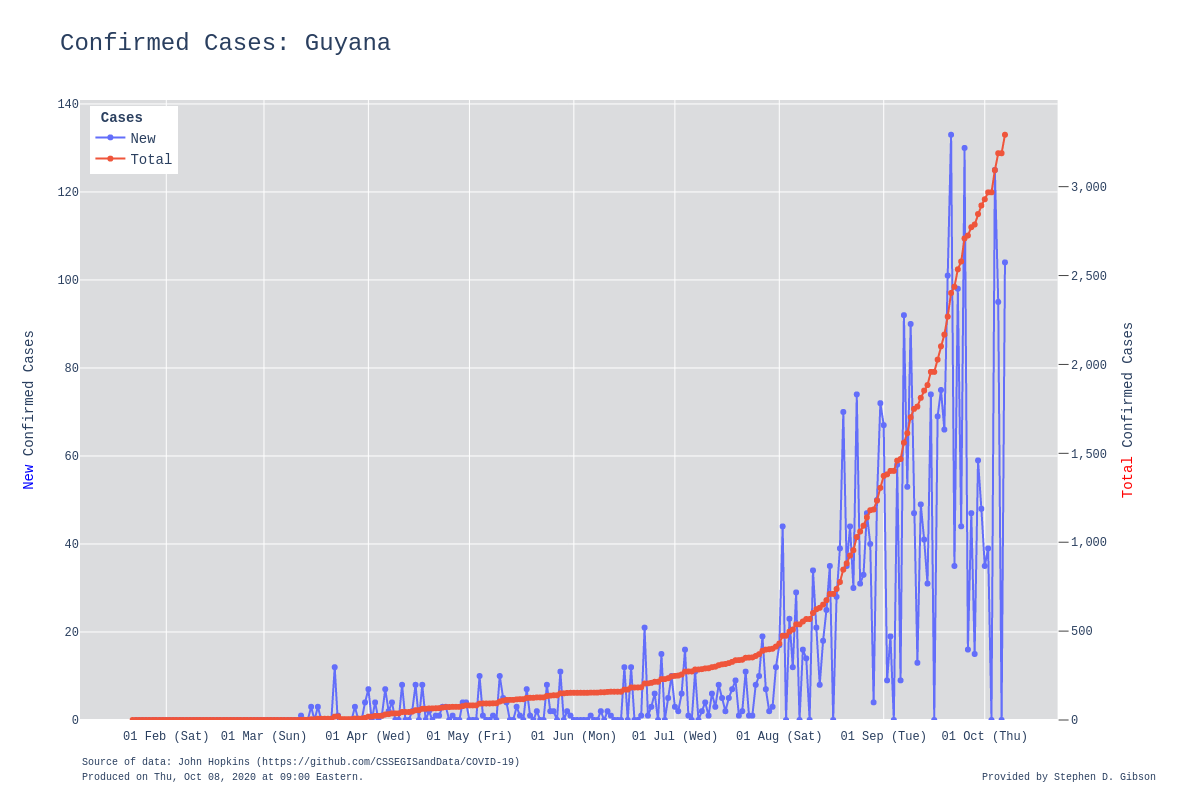 Confirmed Cases: Guyana
Cases
New
Total
140
120
100
80
60
40
20
0
3,000
2,500
2,000
1,500
1,000
500
0
New Confirmed Cases
Total Confirmed Cases
01 Feb (Sat) 01 Mar (Sun) 01 Apr (Wed) 01 May (Fri) 01 Jun (Mon) 01 Jul (Wed) 01 Aug (Sat) 01 Sep (Tue) 01 Oct (Thu)
Source of data: John Hopkins (https://github.com/CSSEGISandData/COVID-19)
Produced on Thu, Oct 08, 2020 at 09:00 Eastern.
Provided by Stephen D. Gibson